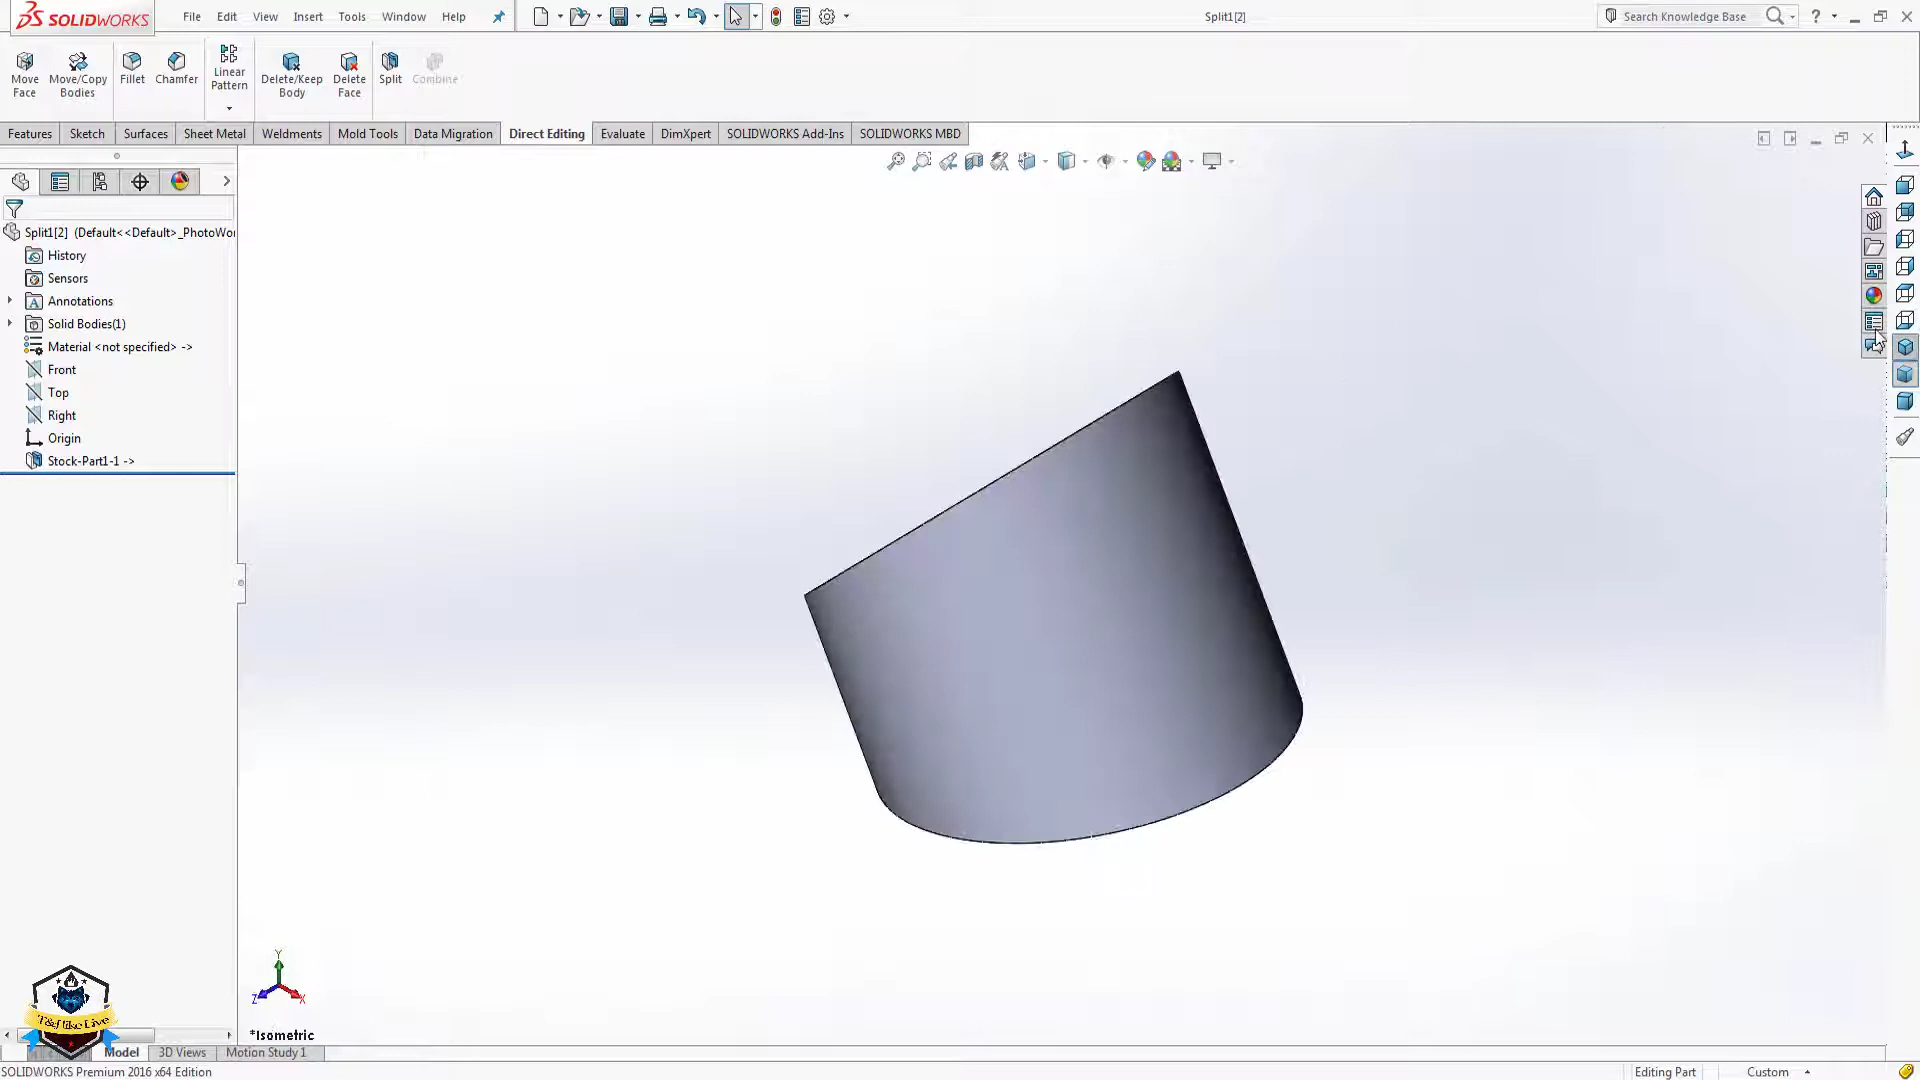 SOLIDWORKS
File Edit View Insert Tools Window Help
Split1[2]
Search Knowledge Base
Move Face
Move/Copy Bodies
Fillet
Chamfer
Linear Pattern
Delete/Keep Body
Delete Face
Split
Combine
Features Sketch Surfaces Sheet Metal Weldments Mold Tools Data Migration Direct Editing Evaluate DimXpert SOLIDWORKS Add-Ins SOLIDWORKS MBD
Split1[2] (Default<<Default>_PhotoWor
History
Sensors
Annotations
Solid Bodies(1)
Material <not specified> ->
Front
Top
Right
Origin
Stock-Part1-1 ->
Y
Z X
*Isometric
Model 3D Views Motion Study 1
SOLIDWORKS Premium 2016 x64 Edition
Editing Part
Custom